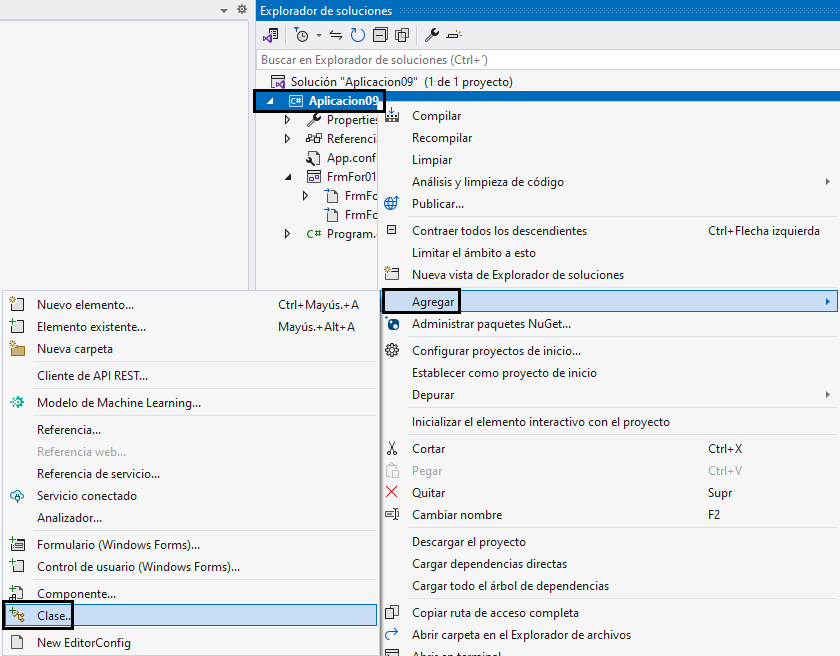 Explorador de soluciones
Buscar en Explorador de soluciones (Ctrl+´)
Solución "Aplicacion09" (1 de 1 proyecto)
C# Aplicacion09
Properties
Referenci
App.conf
FrmFor01
FrmFo
FrmFo
C# Program.
Compilar
Recompilar
Limpiar
Análisis y limpieza de código
Publicar...
Contraer todos los descendientes Ctrl+Flecha izquierda
Limitar el ámbito a esto
Nueva vista de Explorador de soluciones
Agregar
Administrar paquetes NuGet...
Configurar proyectos de inicio...
Establecer como proyecto de inicio
Depurar
Inicializar el elemento interactivo con el proyecto
Cortar Ctrl+X
Pegar Ctrl+V
Quitar Supr
Cambiar nombre F2
Descargar el proyecto
Cargar dependencias directas
Cargar todo el árbol de dependencias
Copiar ruta de acceso completa
Abrir carpeta en el Explorador de archivos
Abrir en terminal
Nuevo elemento... Ctrl+Mayús.+A
Elemento existente... Mayús.+Alt+A
Nueva carpeta
Cliente de API REST...
Modelo de Machine Learning...
Referencia...
Referencia web...
Referencia de servicio...
Servicio conectado
Analizador...
Formulario (Windows Forms)...
Control de usuario (Windows Forms)...
Componente...
Clase..
New EditorConfig